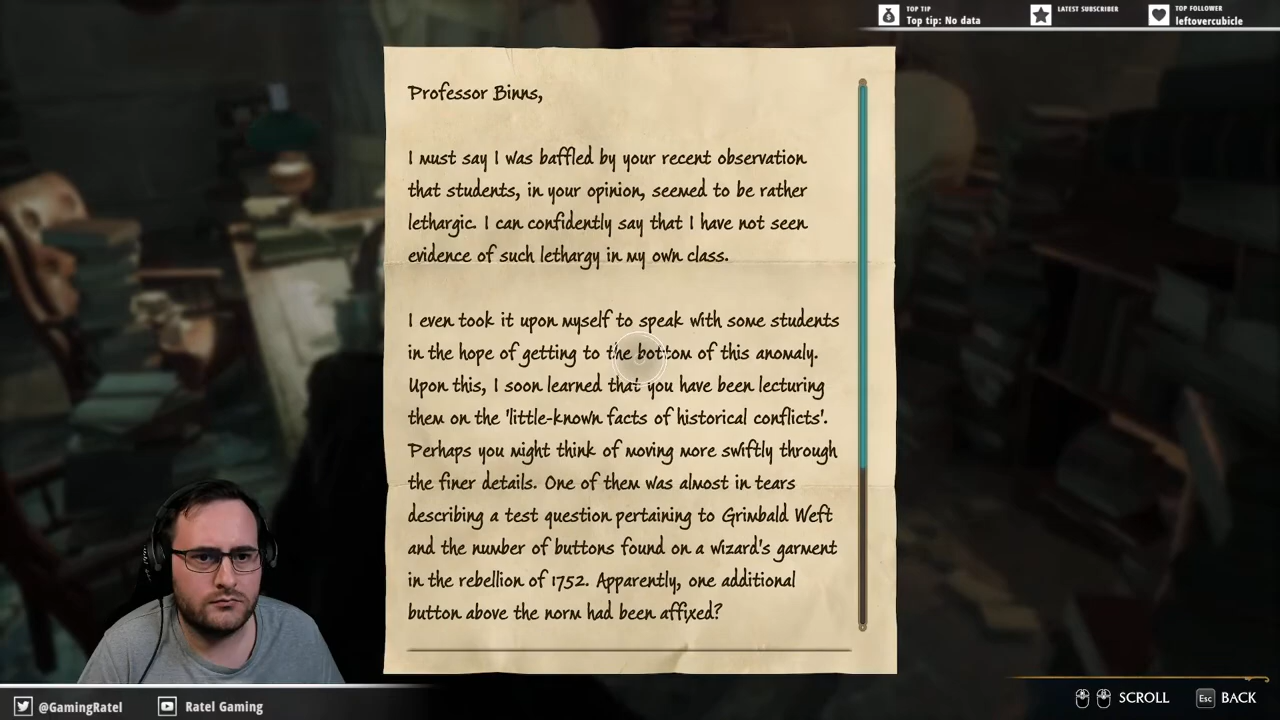 TOP TIP
Top tip: No data
LATEST SUBSCRIBER
TOP FOLLOWER
leftovercubicle
Professor Binns,
I must say I was baffled by your recent observation
that students, in your opinion, seemed to be rather
lethargic. I can confidently say that I have not seen
evidence of such lethargy in my own class.
I even took it upon myself to speak with some students
in the hope of getting to the bottom of this anomaly.
Upon this, I soon learned that you have been lecturing
them on the 'little-known facts of historical conflicts'.
Perhaps you might think of moving more swiftly through
the finer details. One of them was almost in tears
describing a test question pertaining to Grimbald Weft
and the number of buttons found on a wizard's garment
in the rebellion of 1752. Apparently, one additional
button above the norm had been affixed?
@GamingRatel
Ratel Gaming
SCROLL
Esc BACK